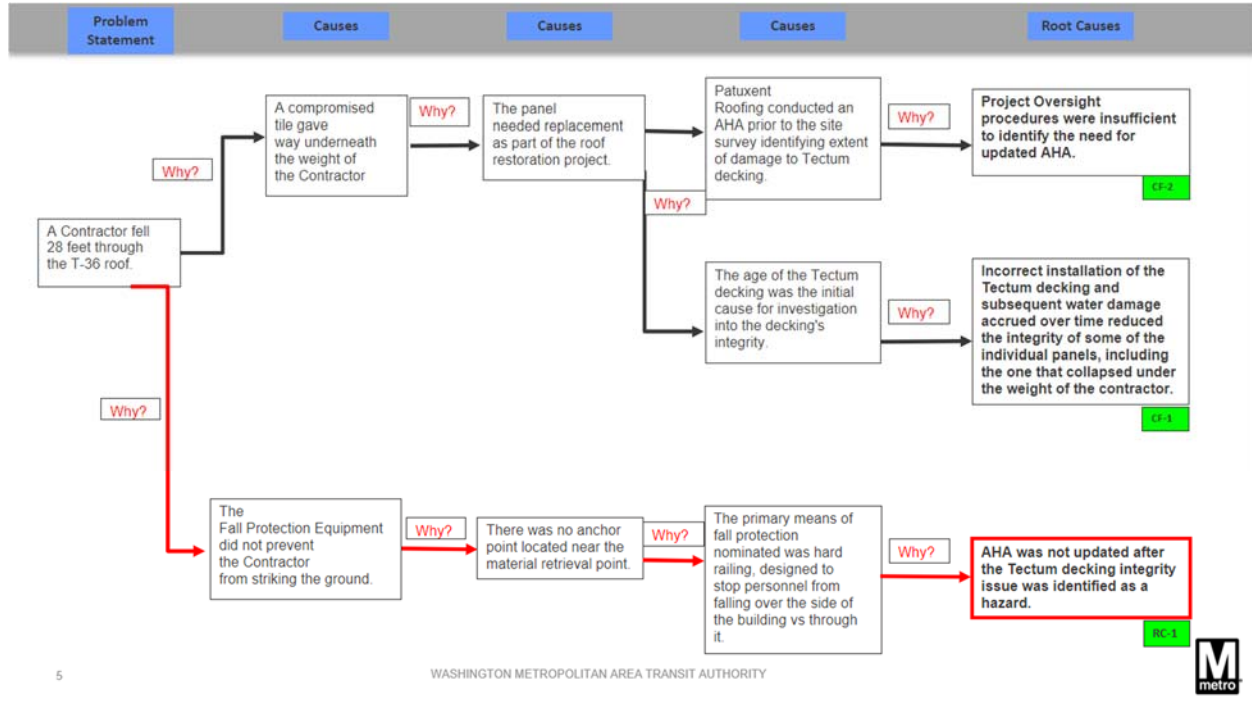 Problem
Statement
Causes
Causes
Causes
Root Causes
A Contractor fell
28 feet through
the T-36 roof.
Why?
A compromised
tile gave
way underneath
the weight of
the Contractor
Why?
The panel
needed replacement
as part of the roof
restoration project.
Why?
Patuxent
Roofing conducted an
AHA prior to the site
survey identifying extent
of damage to Tectum
decking.
Why?
Project Oversight
procedures were insufficient
to identify the need for
updated AHA.
CF-2
The age of the Tectum
decking was the initial
cause for investigation
into the decking's
integrity.
Why?
Incorrect installation of the
Tectum decking and
subsequent water damage
accrued over time reduced
the integrity of some of the
individual panels, including
the one that collapsed under
the weight of the contractor.
CF-1
Why?
The
Fall Protection Equipment
did not prevent
the Contractor
from striking the ground.
Why?
There was no anchor
point located near the
material retrieval point.
Why?
The primary means of
fall protection
nominated was hard
railing, designed to
stop personnel from
falling over the side of
the building vs through
it.
Why?
AHA was not updated after
the Tectum decking integrity
issue was identified as a
hazard.
RC-1
5
WASHINGTON METROPOLITAN AREA TRANSIT AUTHORITY
M
metro